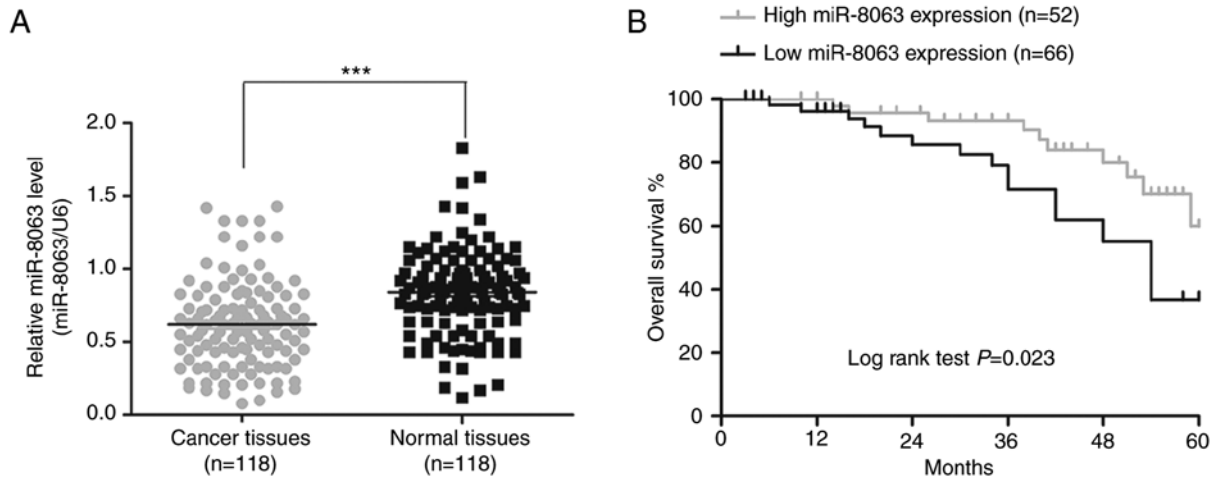 A
***
Relative miR-8063 level
(miR-8063/U6)
2.0
1.5
1.0
0.5
0.0
Cancer tissues
(n=118)
Normal tissues
(n=118)
B
High miR-8063 expression (n=52)
Low miR-8063 expression (n=66)
Overall survival %
100
80
60
40
20
0
Log rank test P=0.023
0 12 24 36 48 60
Months